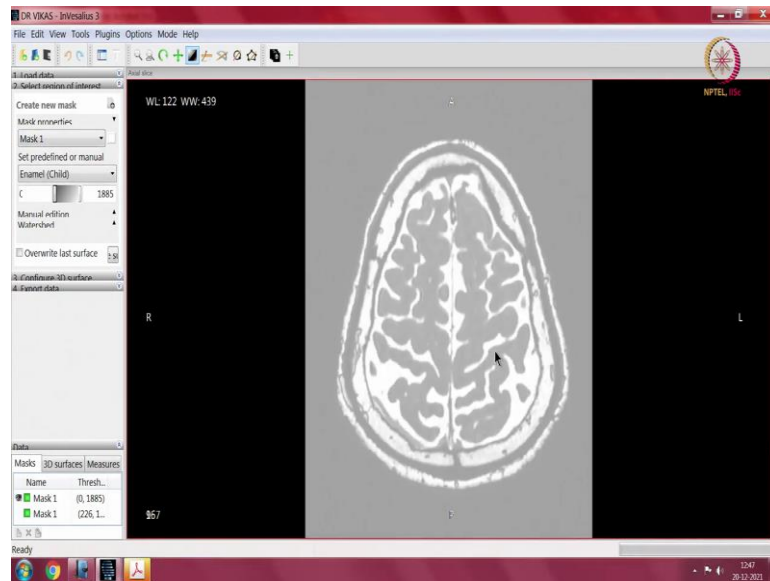 DR VIKAS - InVesalius 3
File Edit View Tools Plugins Options Mode Help
NPTEL, IISc
1. Load data
Axial slice
2. Select region of interest
Create new mask
WL: 122 WW: 439
A
Mask properties
Mask 1
Set predefined or manual
Enamel (Child)
1885
Manual edition
Watershed
Overwrite last surface
3. Configure 3D surface
4. Export data
R
L
Data
Masks 3D surfaces Measures
Name Thresh..
Mask 1 (0, 1885)
Mask 1 (226, 1...
Ready
12:47
20-12-2021